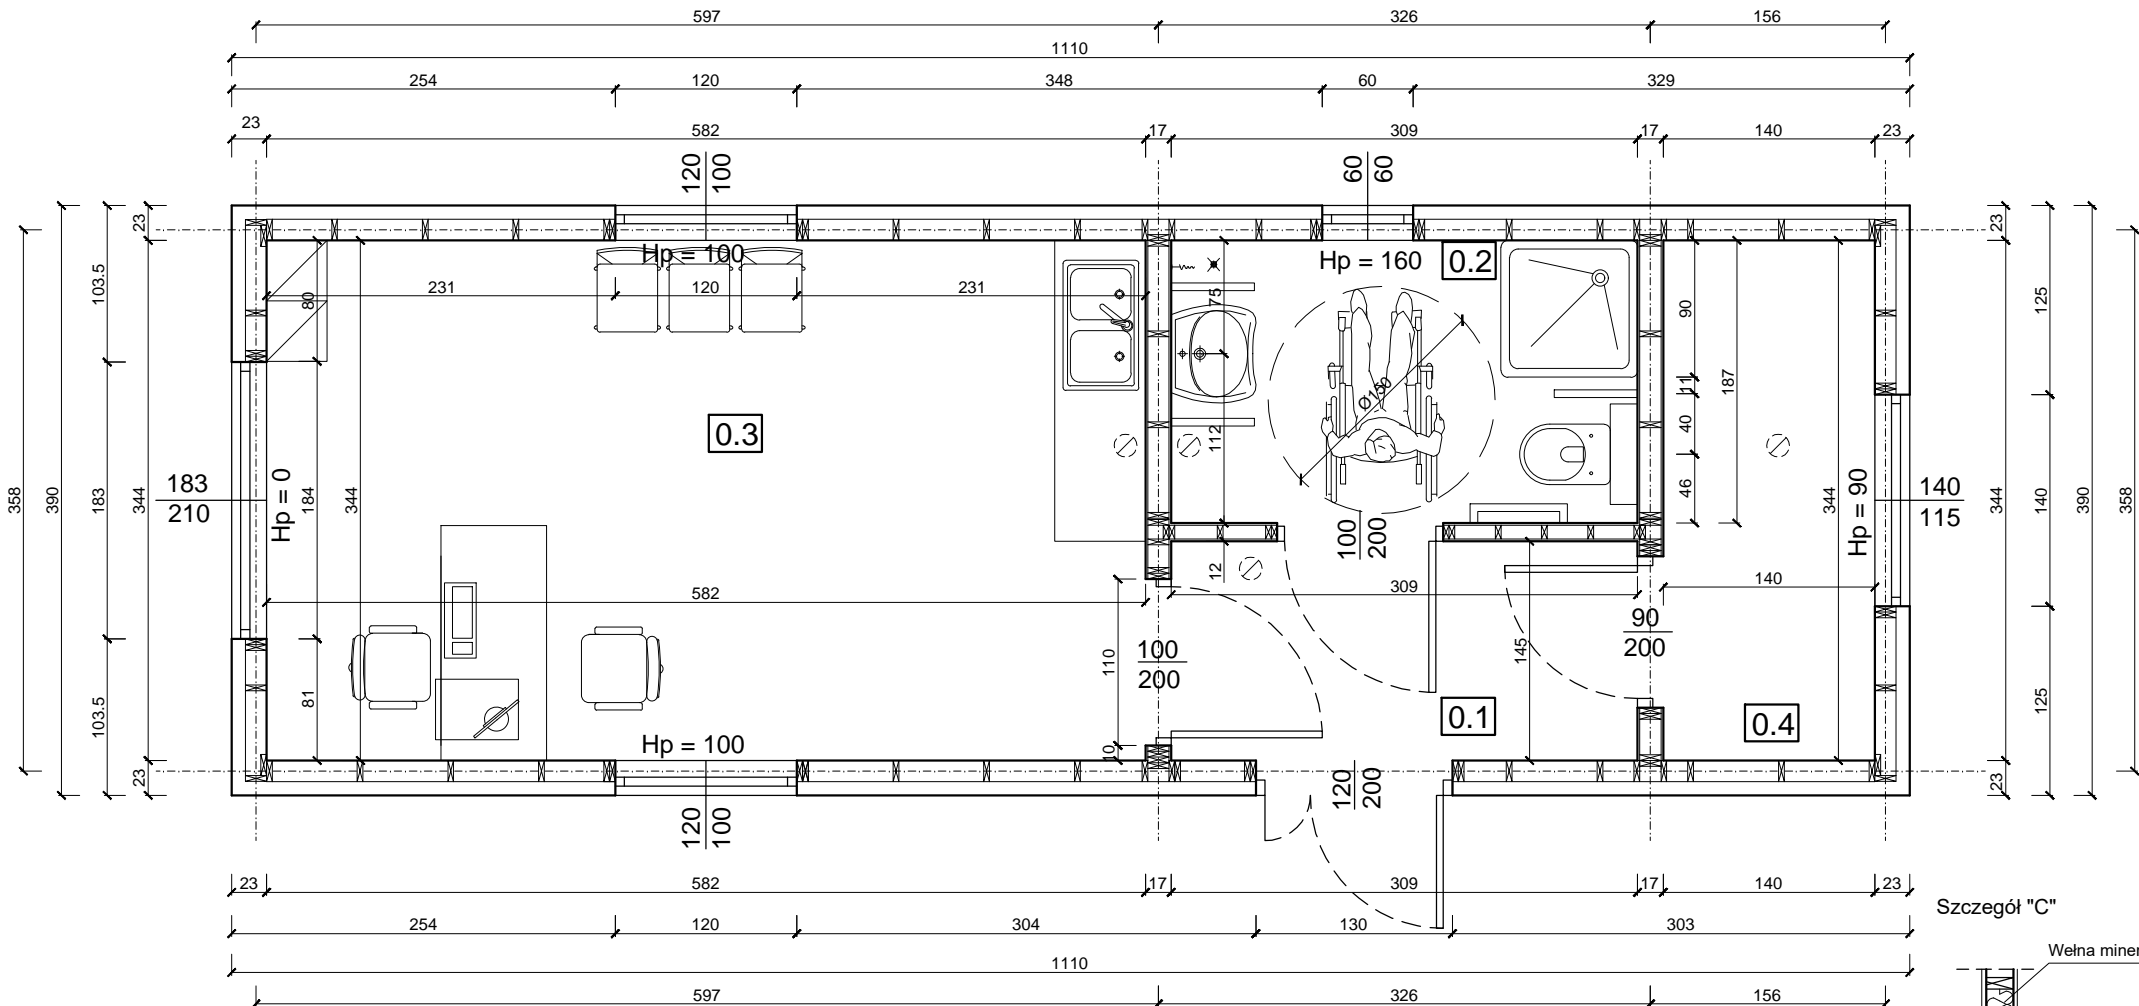 597 326 156
1110
254 120 348 60 329
23 582 17 309 17 140 23
120 100 60 60
23 23
Hp = 100 Hp = 160 0.2
103.5 80 231 120 231 75 90 125
Ø150
11 187
0.3 112 40
358 390 183 344 183 210 Hp = 0 184 344 46 344 Hp = 90 140 115 344 140 390 358
100 200
12
582 309 140
90 200
110 100 200 145
103.5 81 0.1 0.4 125
Hp = 100 10
23 120 200 23
120 100
23 582 17 309 17 140 23
Szczegół "C"
254 120 304 130 303
Wełna miner
1110
597 326 156